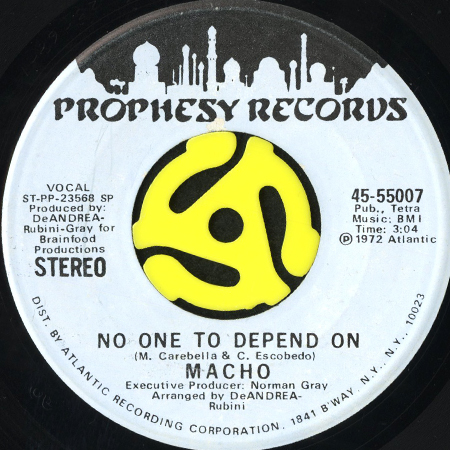 PROPHESY RECORDS
VOCAL
ST-PP-23568 SP
Produced by:
DeANDREA-
Rubini-Gray for
Brainfood
Productions
STEREO
45-55007
Pub., Tetra
Music; BMI
Time: 3:04
Ⓟ 1972 Atlantic
NO ONE TO DEPEND ON
(M. Carebella & C. Escobedo)
MACHO
Executive Producer: Norman Gray
Arranged by DeANDREA-
Rubini
DIST. BY ATLANTIC RECORDING CORPORATION, 1841 B'WAY, N.Y., N.Y., 10023